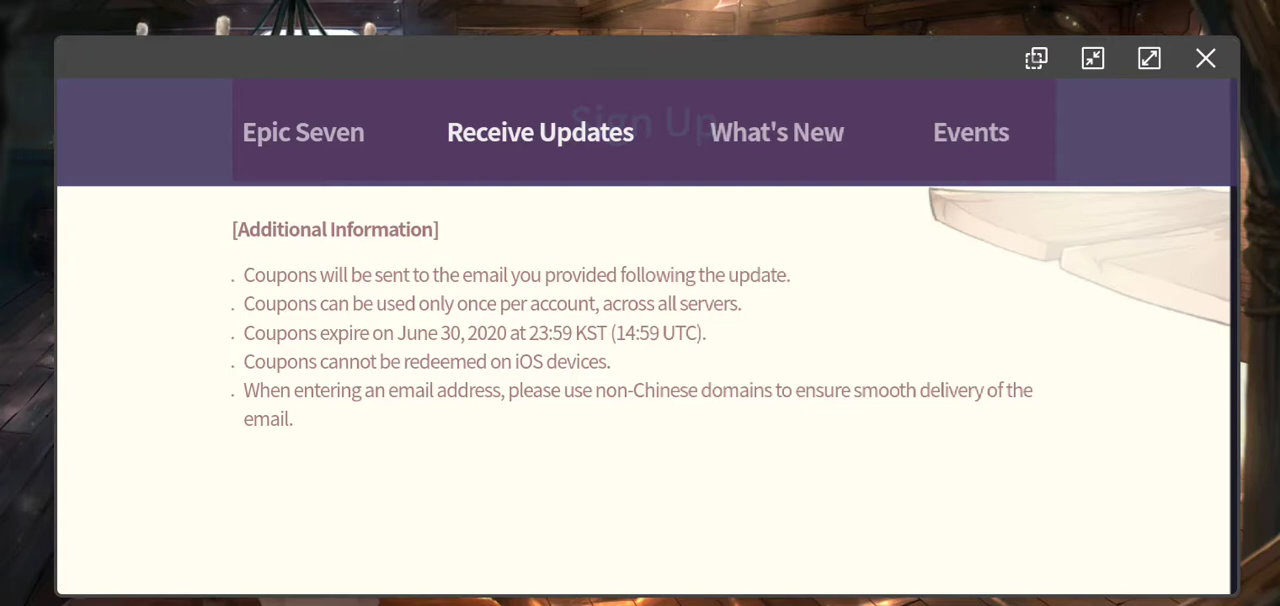 Sign Up
Epic Seven Receive Updates What's New Events
[Additional Information]
. Coupons will be sent to the email you provided following the update.
. Coupons can be used only once per account, across all servers.
. Coupons expire on June 30, 2020 at 23:59 KST (14:59 UTC).
. Coupons cannot be redeemed on iOS devices.
. When entering an email address, please use non-Chinese domains to ensure smooth delivery of the
email.